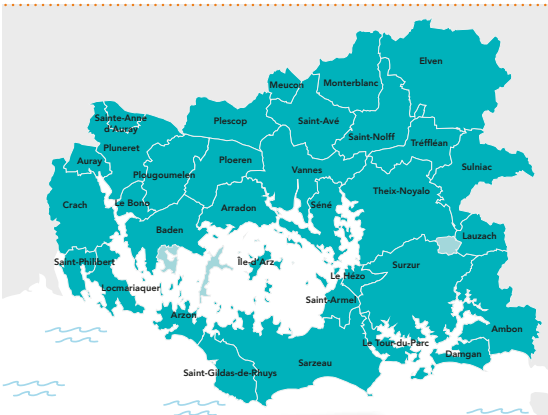 Elven
Meucon
Monterblanc
Sainte-Anne
d'Auray
Plescop
Saint-Avé
Saint-Nolff
Tréffléan
Pluneret
Auray
Ploeren
Vannes
Sulniac
Plougoumelen
Theix-Noyalo
Crach
Le Bono
Arradon
Séné
Baden
Lauzach
Saint-Philibert
Île-d'Arz
Surzur
Le Hézo
Locmariaquer
Saint-Armel
Arzon
Ambon
Le Tour-du-Parc
Damgan
Sarzeau
Saint-Gildas-de-Rhuys